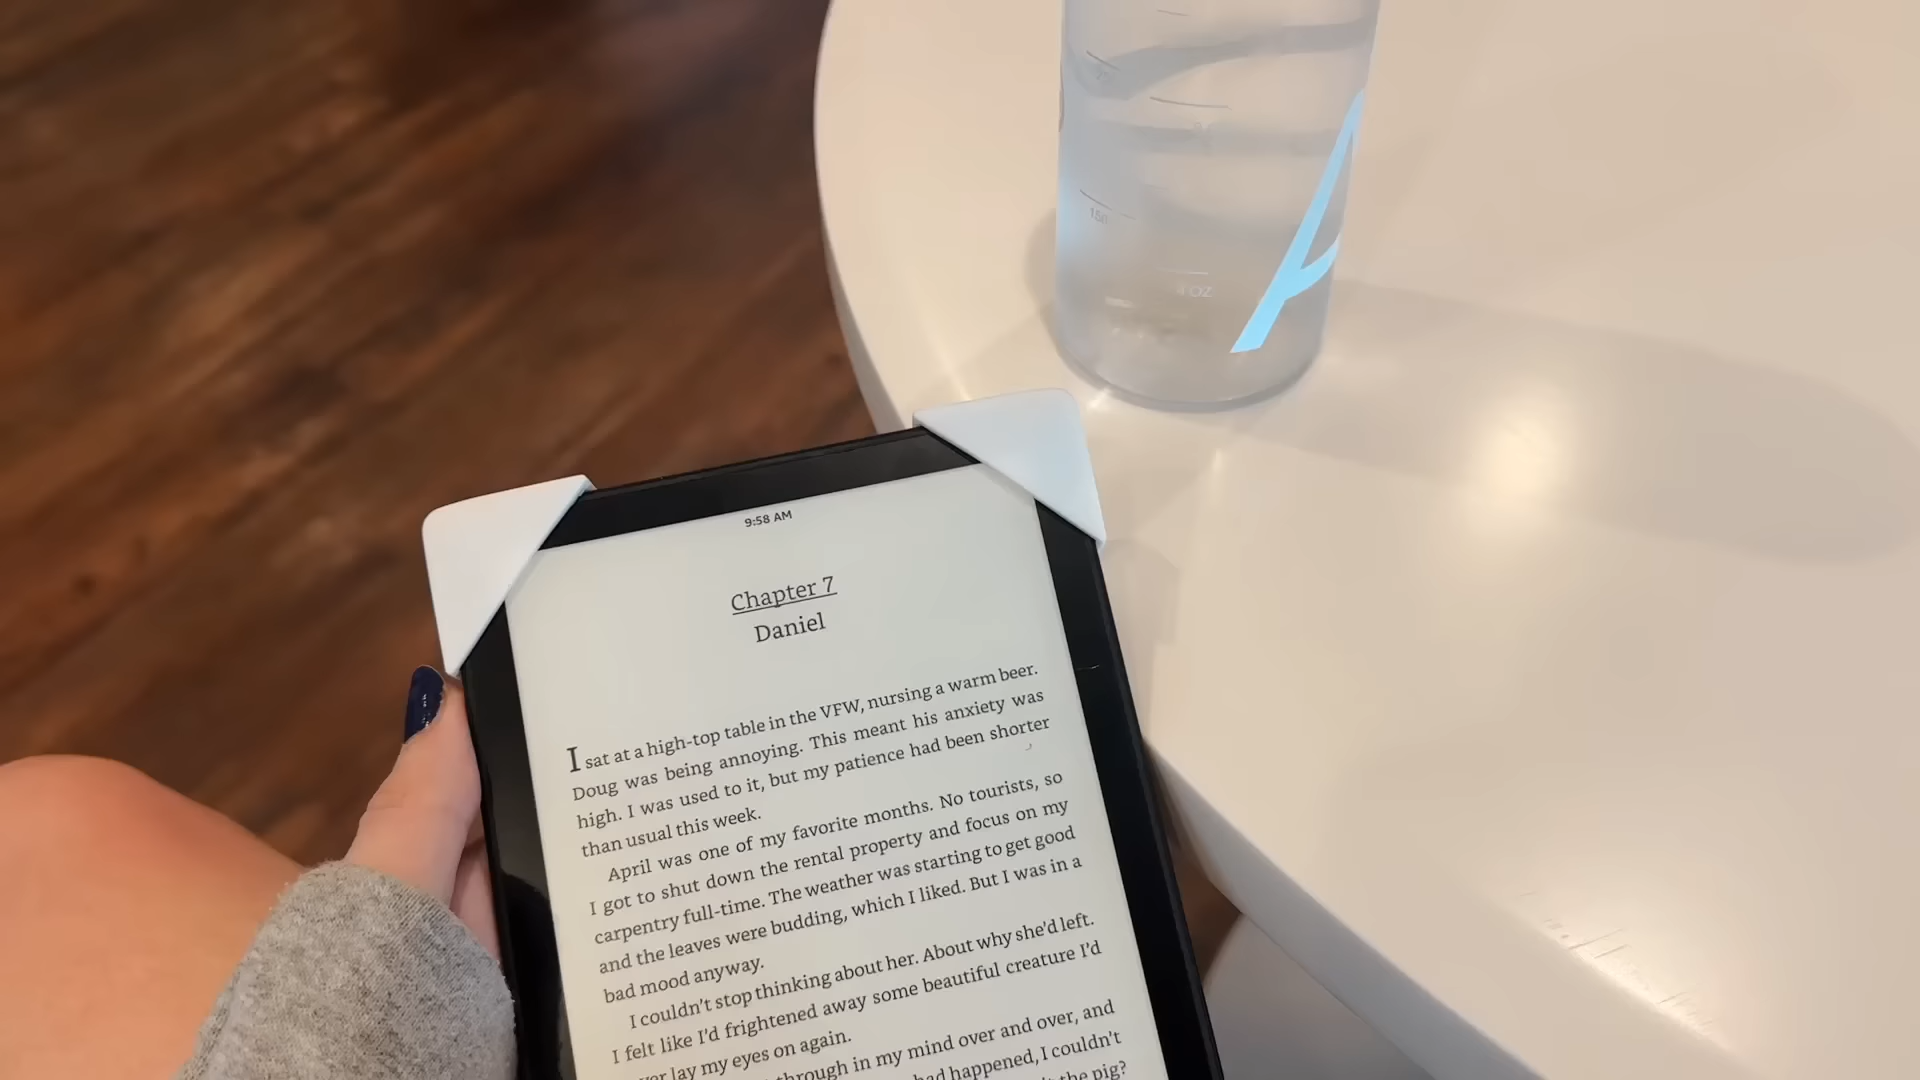 9:58 AM
Chapter 7
Daniel
I sat at a high-top table in the VFW, nursing a warm beer.
Doug was being annoying. This meant his anxiety was
high. I was used to it, but my patience had been shorter
than usual this week.
April was one of my favorite months. No tourists, so
I got to shut down the rental property and focus on my
carpentry full-time. The weather was starting to get good
and the leaves were budding, which I liked. But I was in a
bad mood anyway.
I couldn't stop thinking about her. About why she'd left.
I felt like I'd frightened away some beautiful creature I'd
lay my eyes on again.
through in my mind over and over, and
had happened, I couldn't
the pig?
150
OZ